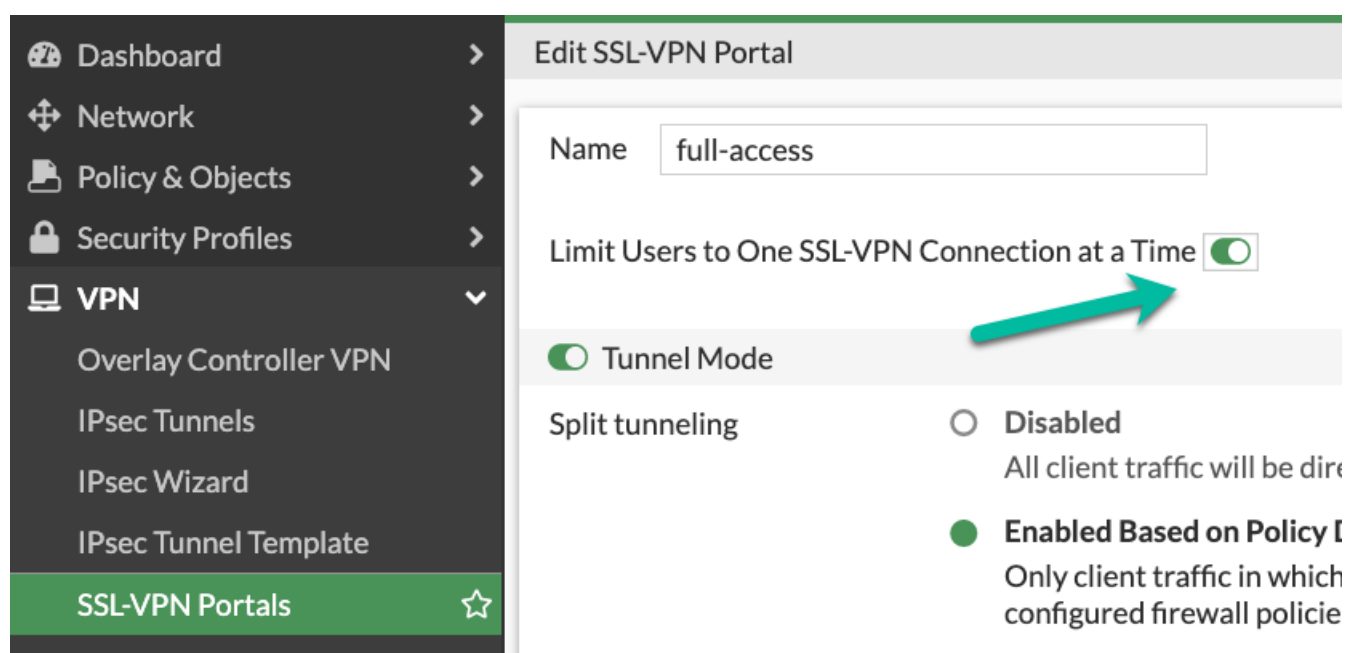 Dashboard
Network
Policy & Objects
Security Profiles
VPN
Overlay Controller VPN
IPsec Tunnels
IPsec Wizard
IPsec Tunnel Template
SSL-VPN Portals
Edit SSL-VPN Portal
Name full-access
Limit Users to One SSL-VPN Connection at a Time
Tunnel Mode
Split tunneling Disabled
All client traffic will be dire
Enabled Based on Policy D
Only client traffic in which
configured firewall policie